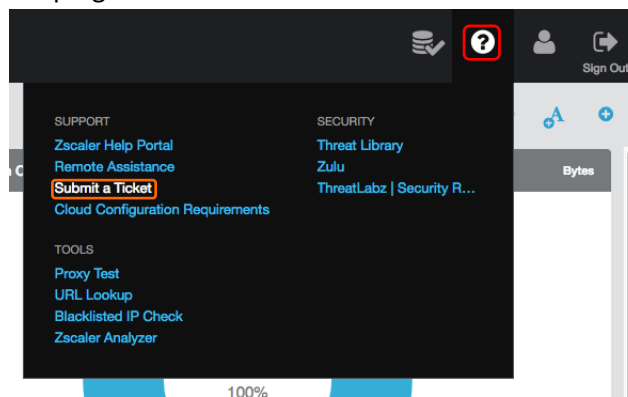 Sign Out
SUPPORT
Zscaler Help Portal
Remote Assistance
Submit a Ticket
Cloud Configuration Requirements
TOOLS
Proxy Test
URL Lookup
Blacklisted IP Check
Zscaler Analyzer
SECURITY
Threat Library
Zulu
ThreatLabz | Security R...
A
Bytes
100%